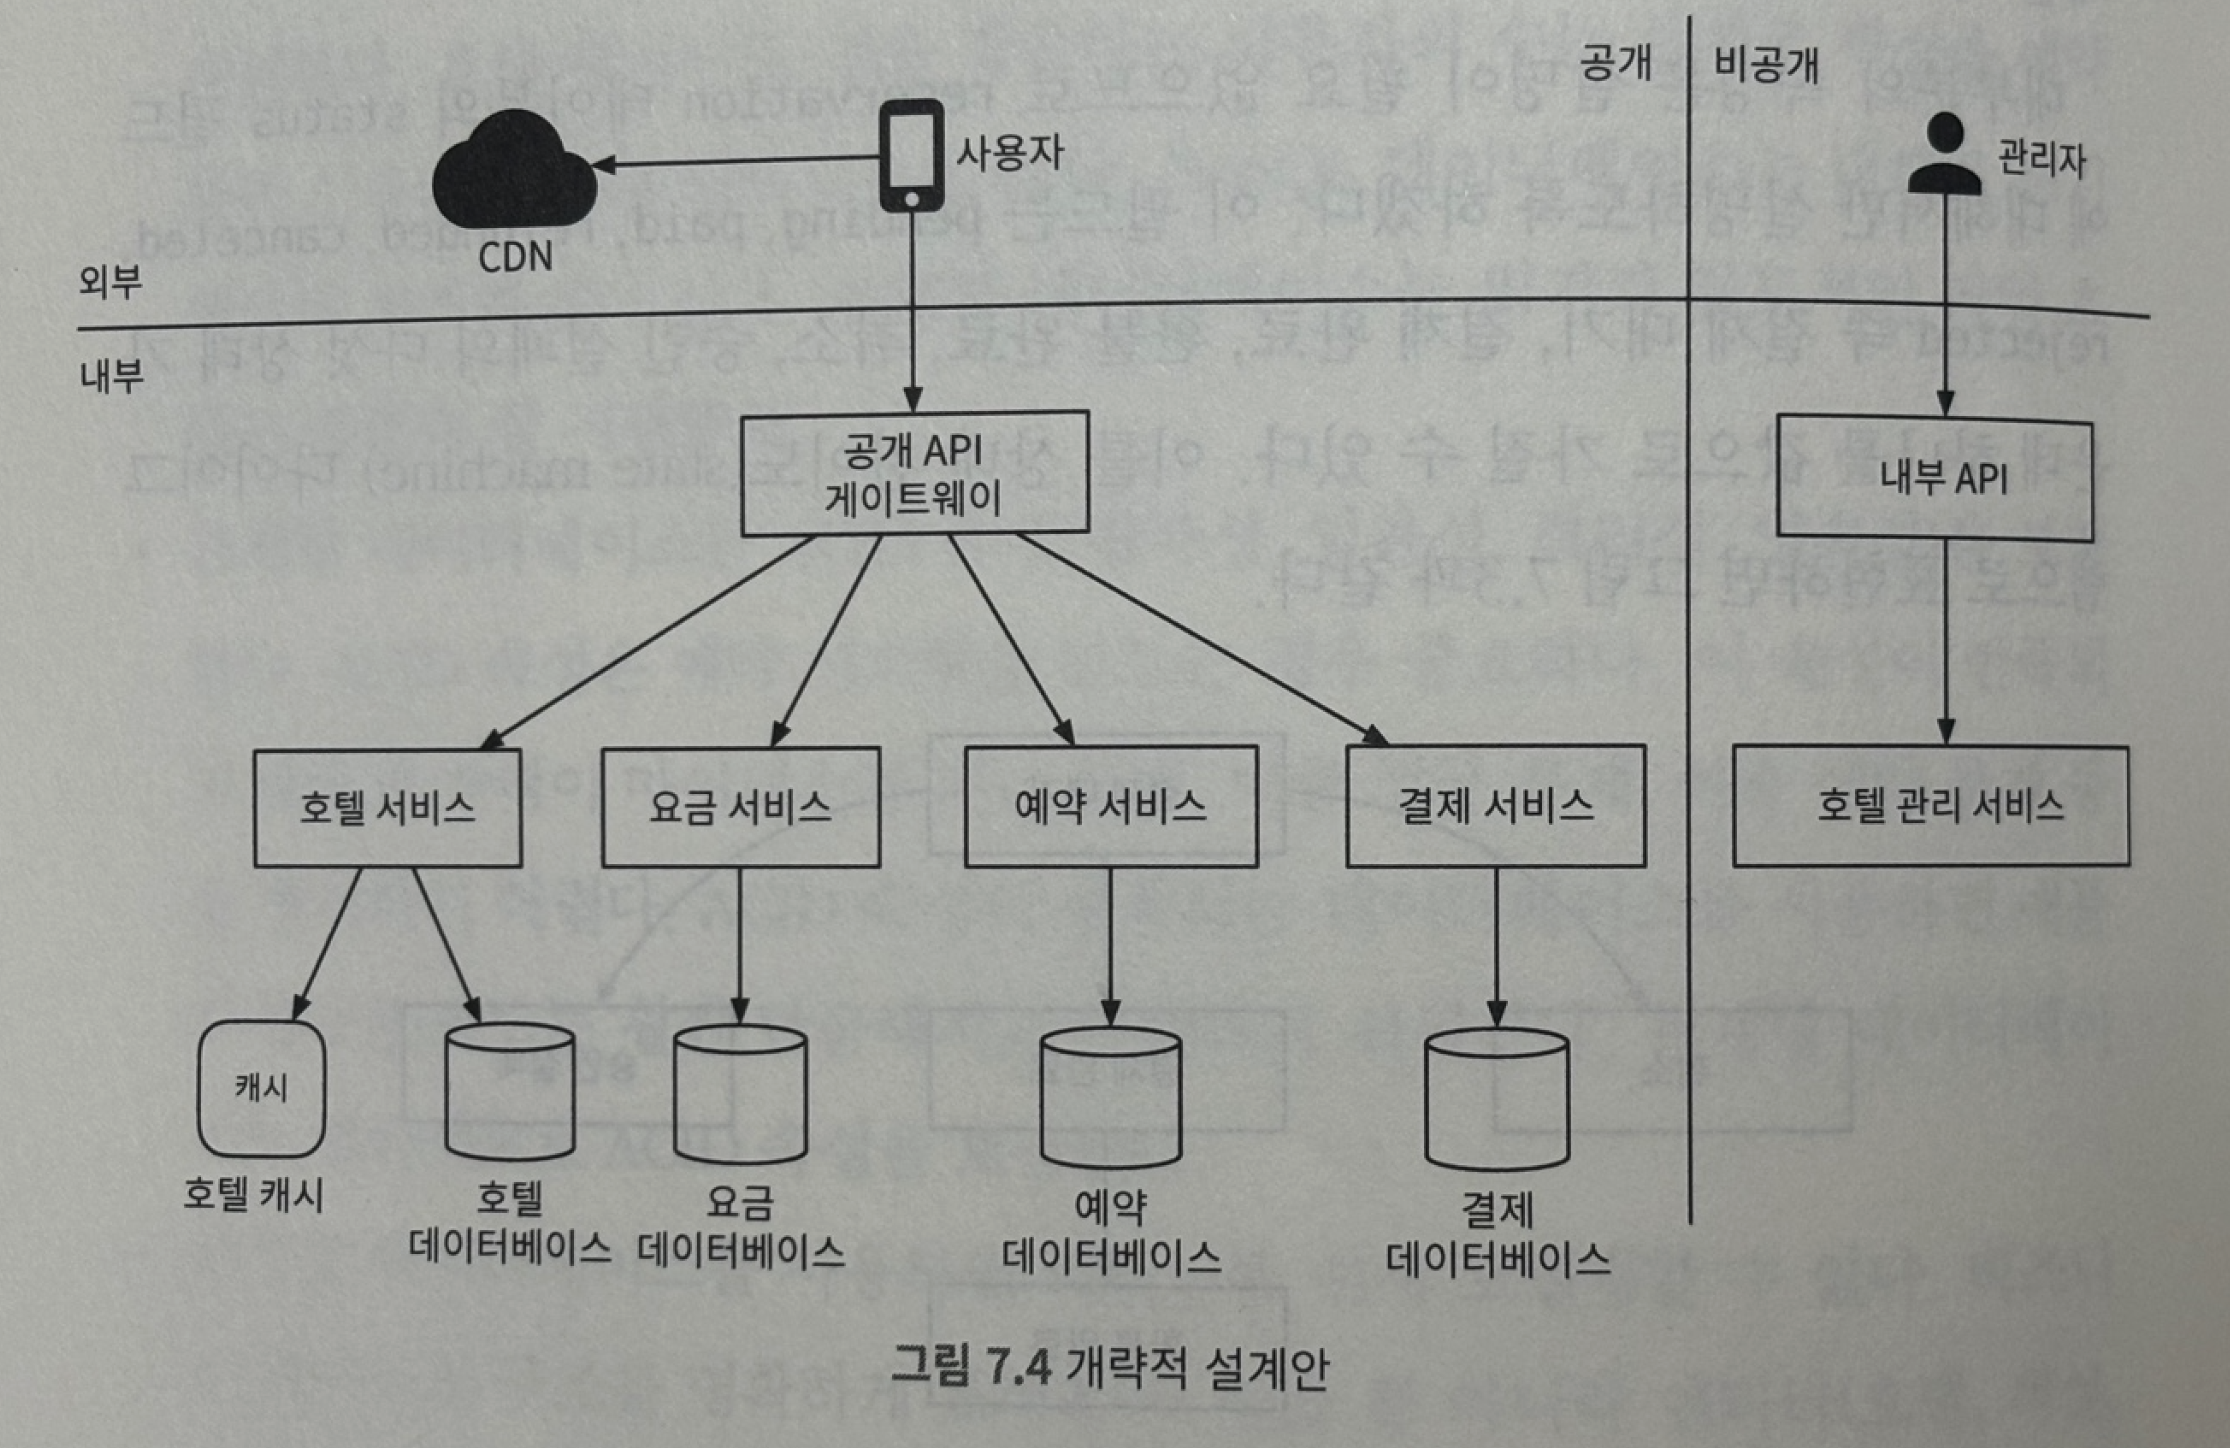 공개
비공개
사용자
관리자
CDN
외부
내부
공개 API
게이트웨이
내부 API
호텔 서비스
요금 서비스
예약 서비스
결제 서비스
호텔 관리 서비스
캐시
호텔 캐시
호텔
데이터베이스
요금
데이터베이스
예약
데이터베이스
결제
데이터베이스
그림 7.4 개략적 설계안